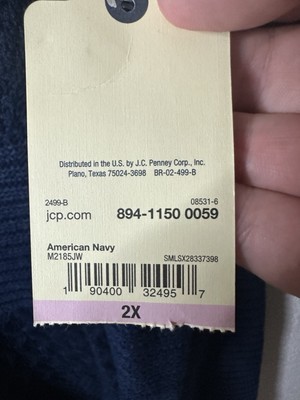 Distributed in the U.S. by J.C. Penney Corp., Inc.
Plano, Texas 75024-3698 BR-02-499-B
2499-B 08531-6
jcp.com 894-1150 0059
American Navy
M2185JW SMLSX28337398
1 90400 32495 7
2X